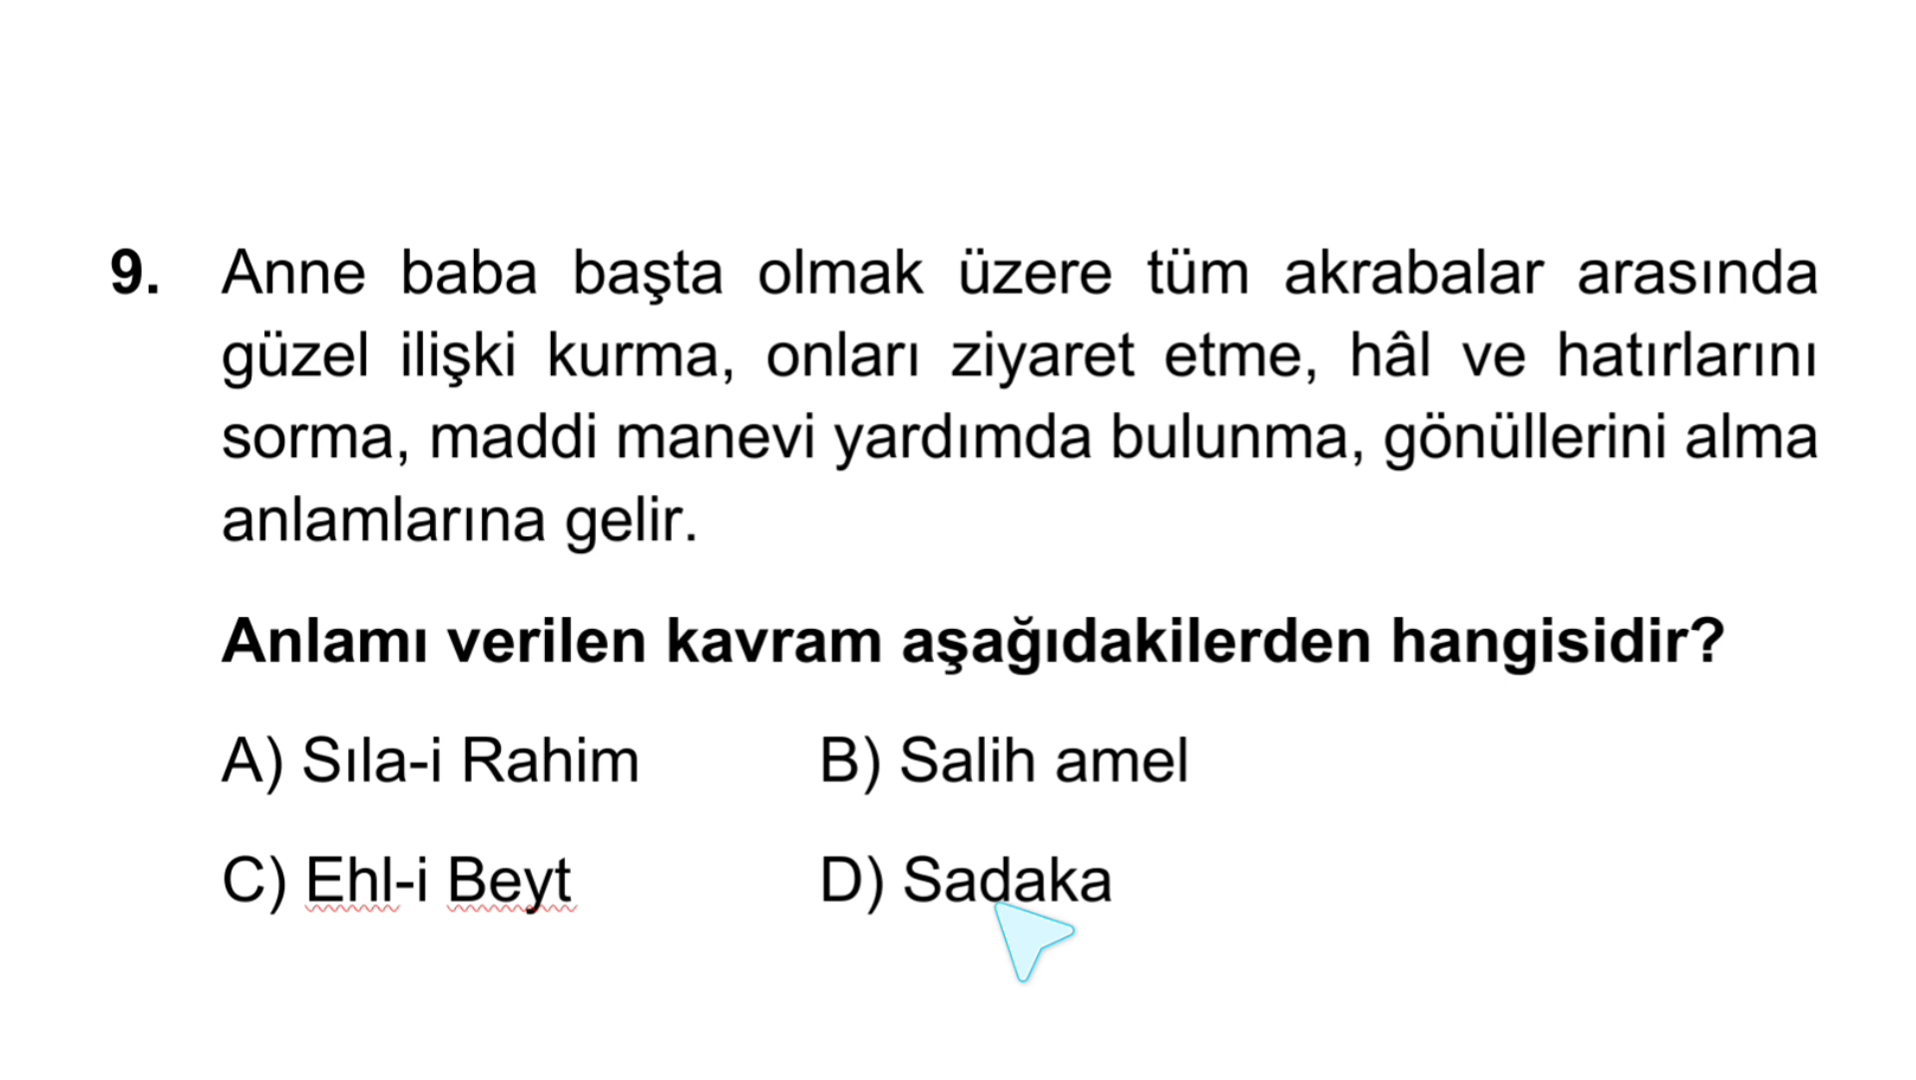 9. Anne baba başta olmak üzere tüm akrabalar arasında
güzel ilişki kurma, onları ziyaret etme, hâl ve hatırlarını
sorma, maddi manevi yardımda bulunma, gönüllerini alma
anlamlarına gelir.
Anlamı verilen kavram aşağıdakilerden hangisidir?
A) Sıla-i Rahim B) Salih amel
C) Ehl-i Beyt D) Sadaka